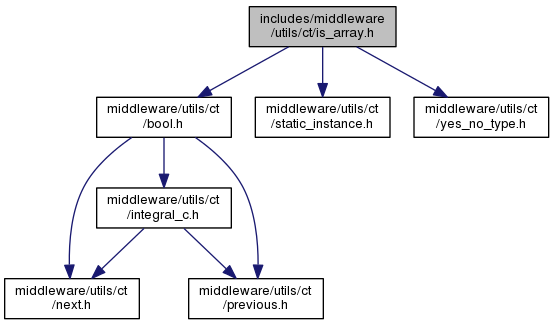 includes/middleware
/utils/ct/is_array.h
middleware/utils/ct
/bool.h
middleware/utils/ct
/static_instance.h
middleware/utils/ct
/yes_no_type.h
middleware/utils/ct
/integral_c.h
middleware/utils/ct
/next.h
middleware/utils/ct
/previous.h